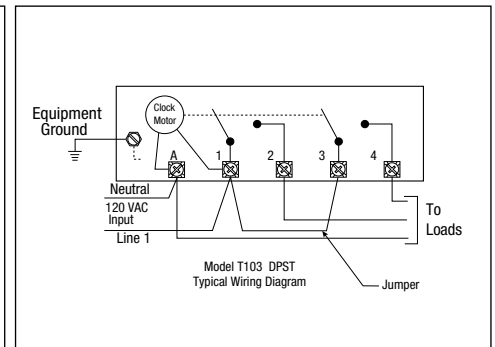 Equipment
Ground
Clock
Motor
A
1
2
3
4
Neutral
120 VAC
Input
Line 1
To
Loads
Model T103 DPST
Typical Wiring Diagram
Jumper